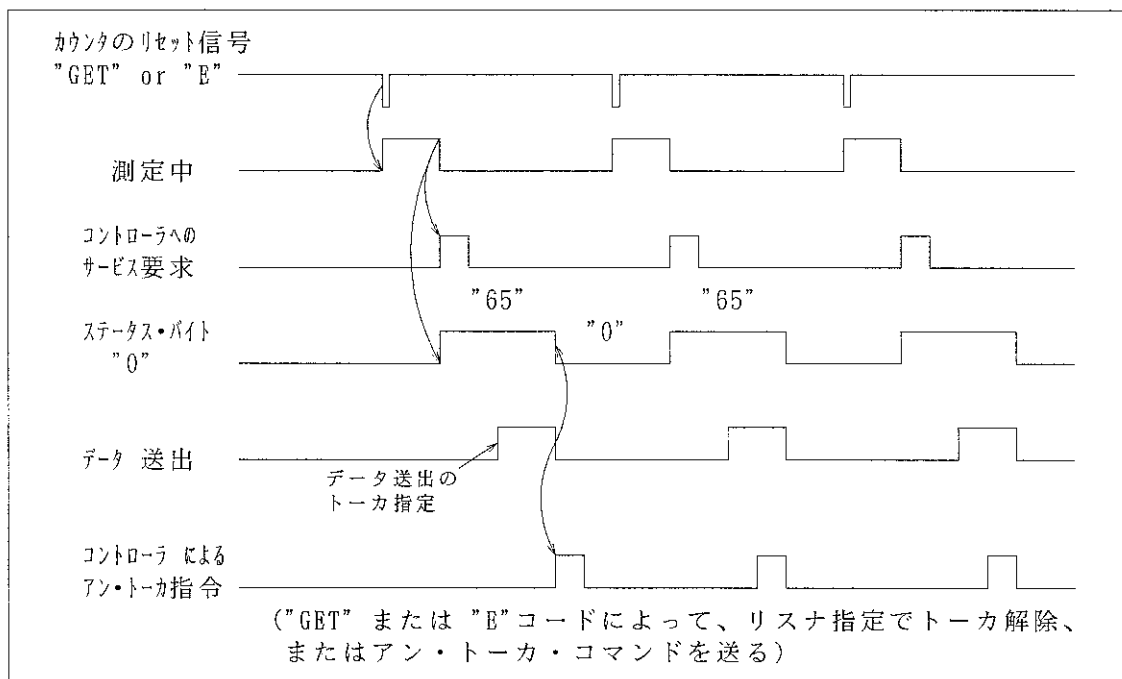 カウンタのリセット信号
"GET" or "E"
測定中
コントローラへの
サービス要求
"65" "65"
ステータス・バイト "0"
"0"
データ 送出
データ送出の
トーカ指定
コントローラ による
アン・トーカ指令
("GET" または "E"コードによって、リスナ指定でトーカ解除、
またはアン・トーカ・コマンドを送る)